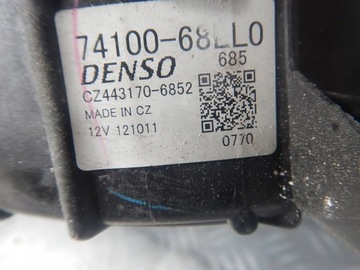 74100-68LL0
DENSO 685
CZ443170-6852
MADE IN CZ
12V 121011
0770